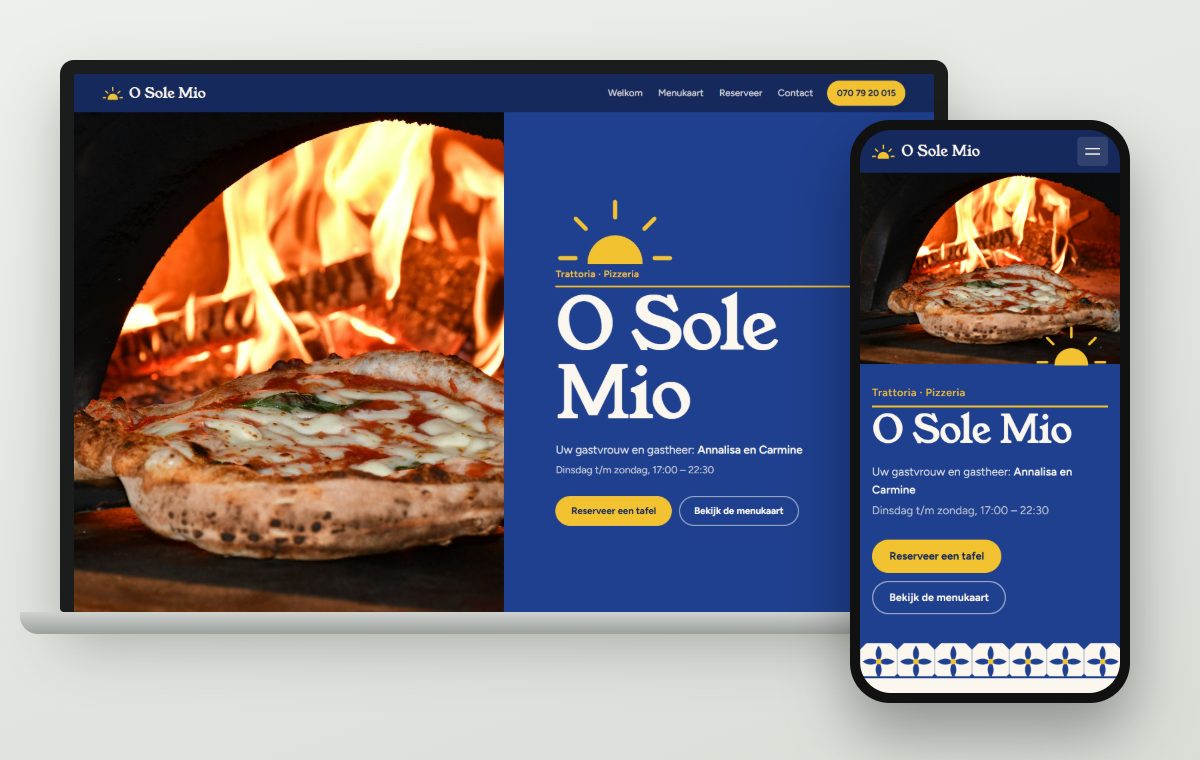 O Sole Mio
Welkom Menukaart Reserveer Contact 070 79 20 015
Trattoria · Pizzeria
O Sole
Mio
Uw gastvrouw en gastheer: Annalisa en Carmine
Dinsdag t/m zondag, 17:00 – 22:30
Reserveer een tafel Bekijk de menukaart
O Sole Mio
Trattoria · Pizzeria
O Sole Mio
Uw gastvrouw en gastheer: Annalisa en
Carmine
Dinsdag t/m zondag, 17:00 – 22:30
Reserveer een tafel
Bekijk de menukaart